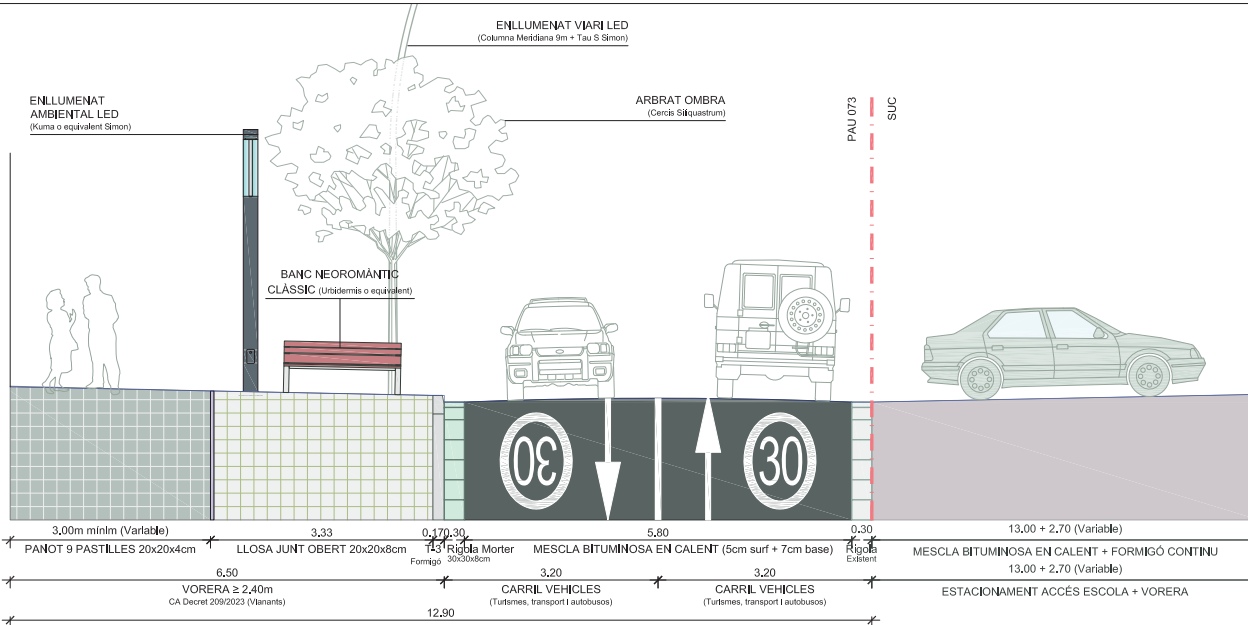 ENLLUMENAT VIARI LED
(Columna Meridiana 9m + Tau S Simon)
ENLLUMENAT
AMBIENTAL LED
(Kuma o equivalent Simon)
ARBRAT OMBRA
(Cercis Siliquastrum)
PAU 073
SUC
BANC NEOROMÀNTIC
CLÀSSIC (Urbidermis o equivalent)
30
30
3.00m mínim (Variable)
3.33
0.17
0.30
5.80
0.30
13.00 + 2.70 (Variable)
PANOT 9 PASTILLES 20x20x4cm
LLOSA JUNT OBERT 20x20x8cm
T-3
Formigó
Rigola Morter
30x30x8cm
MESCLA BITUMINOSA EN CALENT (5cm surf + 7cm base)
Rigola
Existent
MESCLA BITUMINOSA EN CALENT + FORMIGÓ CONTINU
6.50
3.20
3.20
13.00 + 2.70 (Variable)
VORERA ≥ 2,40m
CA Decret 209/2023 (Vianants)
CARRIL VEHICLES
(Turismes, transport i autobusos)
CARRIL VEHICLES
(Turismes, transport i autobusos)
ESTACIONAMENT ACCÉS ESCOLA + VORERA
12.90